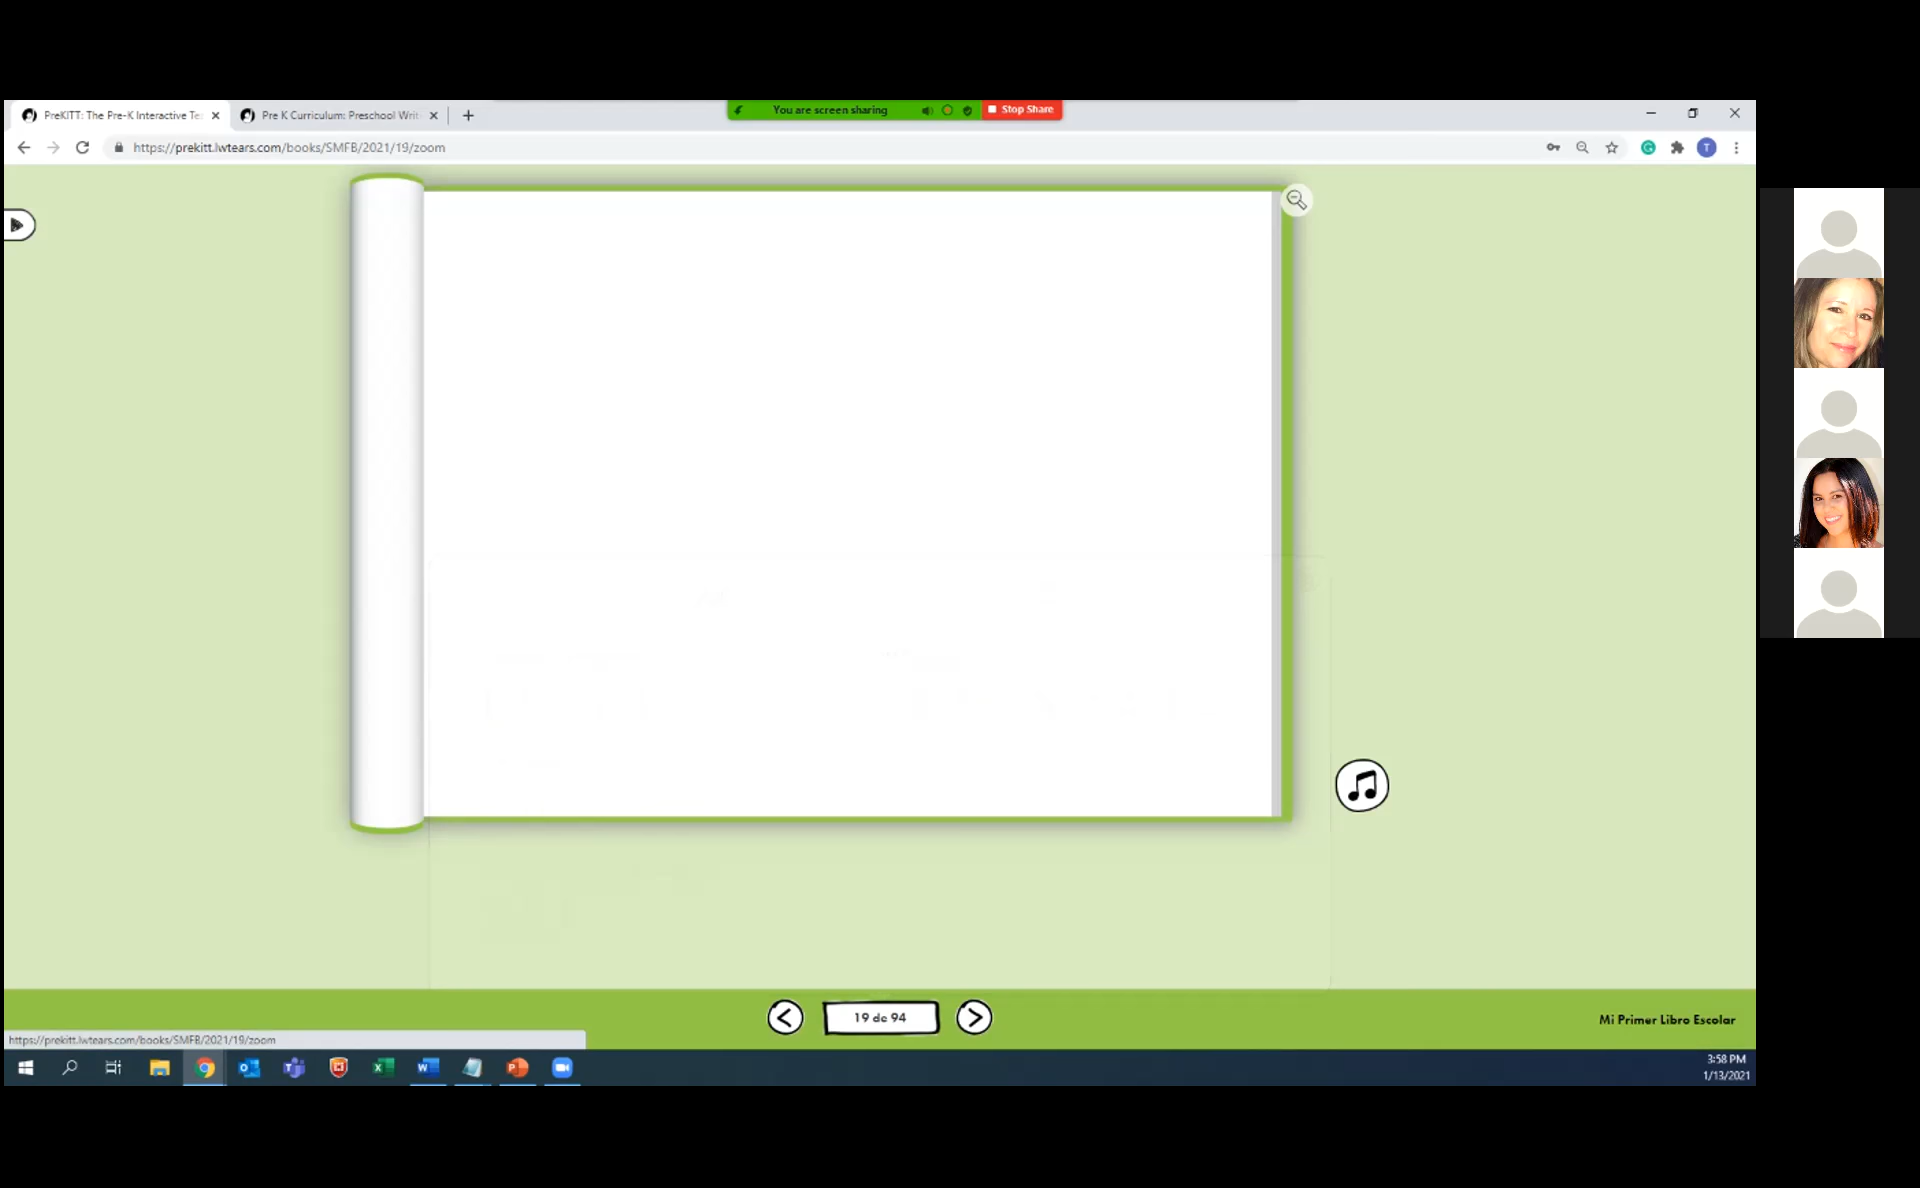 PreKITT: The Pre-K Interactive Te
Pre K Curriculum: Preschool Writ
You are screen sharing
Stop Share
https://prekitt.lwtears.com/books/SMFB/2021/19/zoom
T
19 de 94
Mi Primer Libro Escolar
https://prekitt.lwtears.com/books/SMFB/2021/19/zoom
3:58 PM
1/13/2021